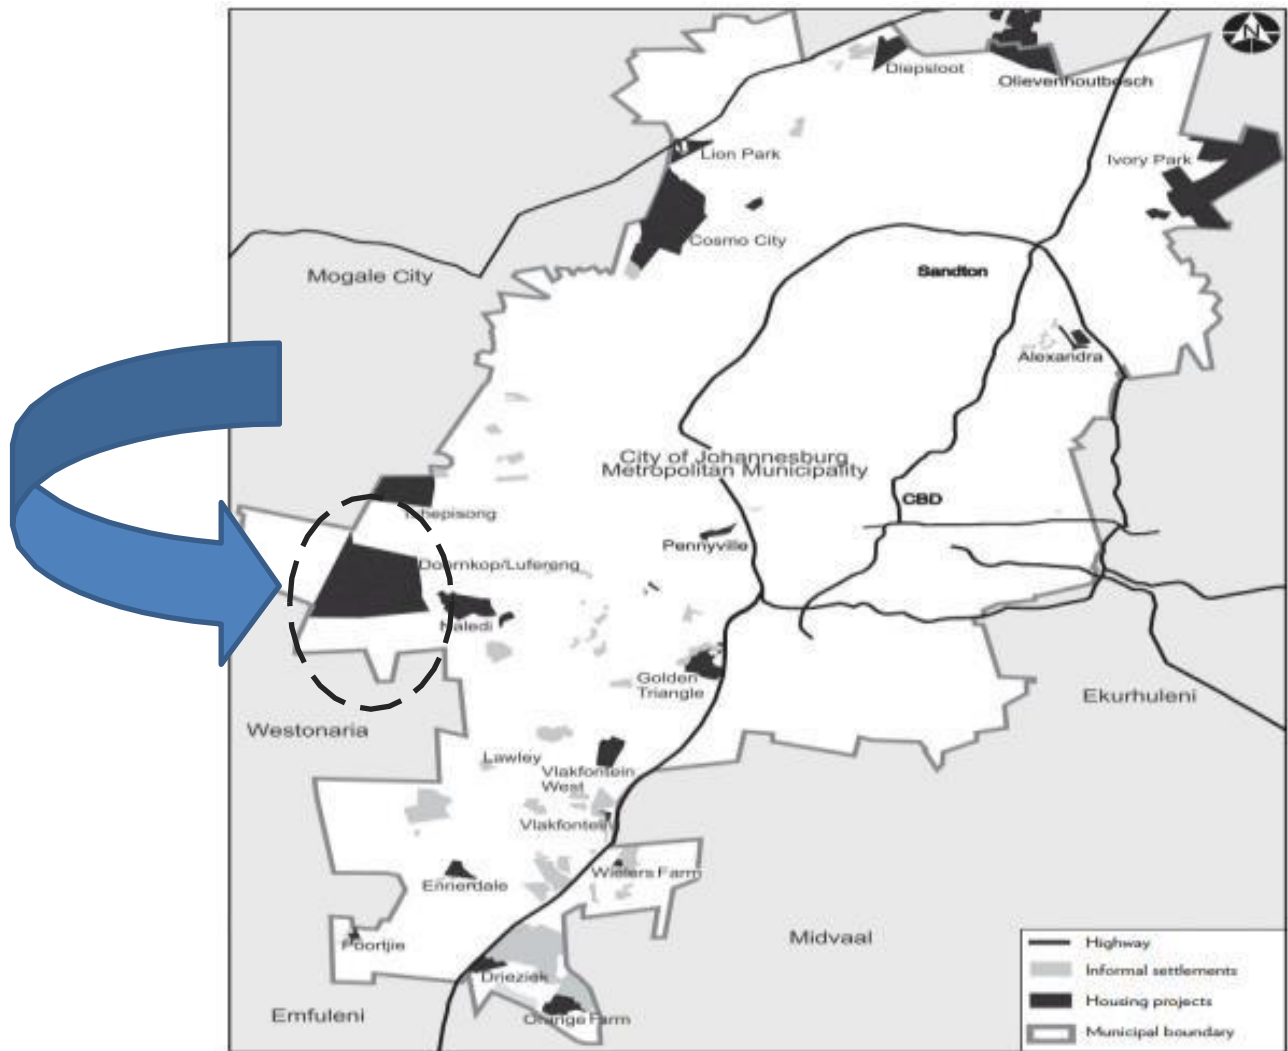 N
Diepsloot
Olievenhoutbosch
Lion Park
Ivory Park
Cosmo City
Mogale City
Sandton
Alexandra
City of Johannesburg
Metropolitan Municipality
CBD
Tshepisong
Pennyville
Doornkop/Lufereng
Naledi
Golden
Triangle
Ekurhuleni
Westonaria
Lawley
Vlakfontein
West
Vlakfontein
Wielers Farm
Ennerdale
Poortjie
Midvaal
Drieziek
Emfuleni
Orange Farm
Highway
Informal settlements
Housing projects
Municipal boundary